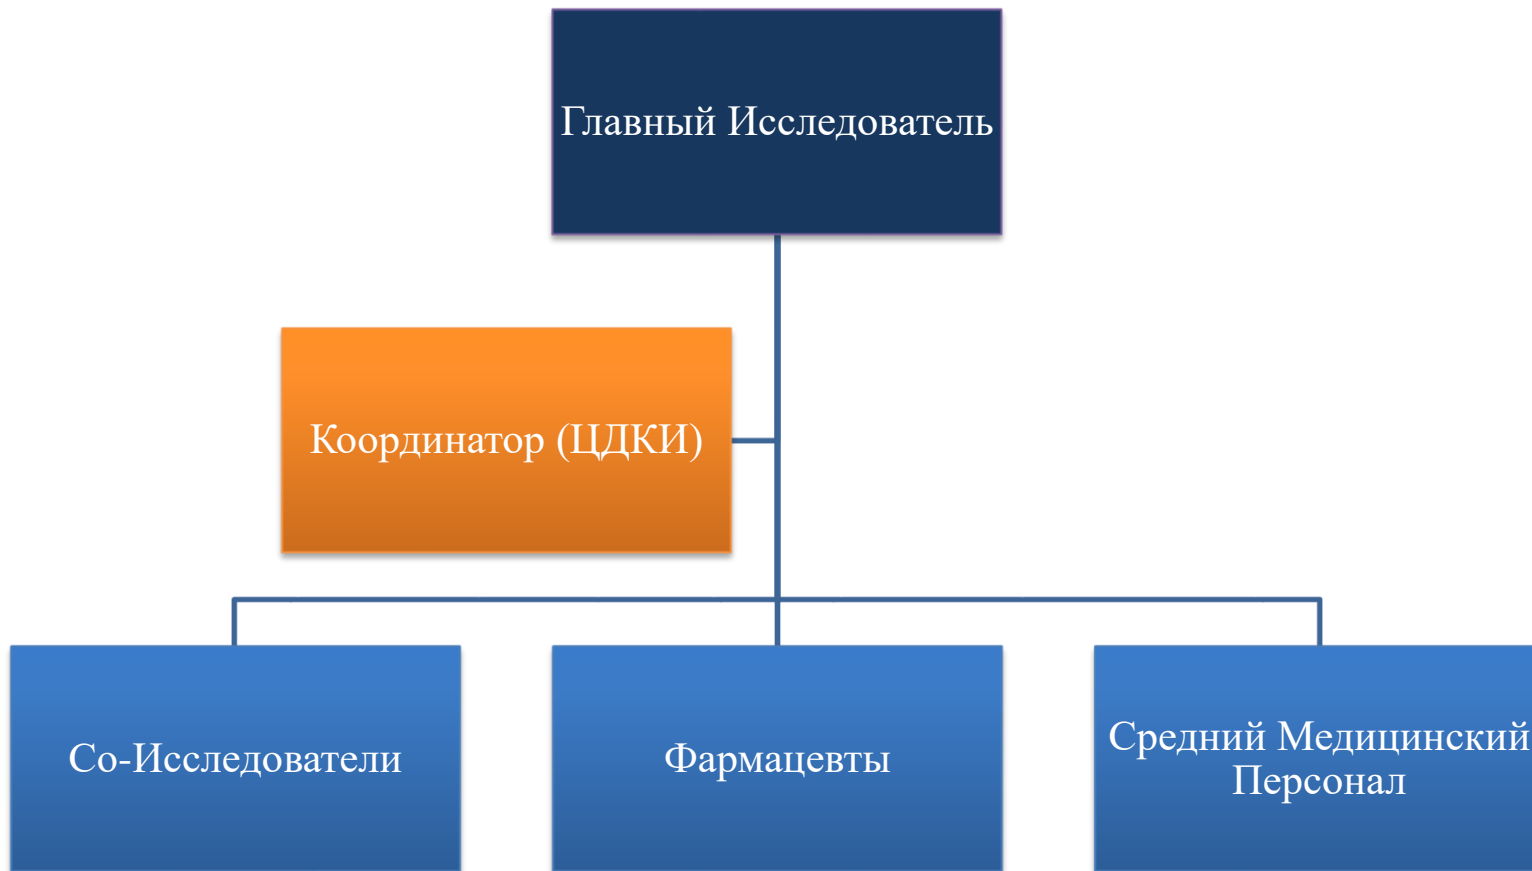 Главный Исследователь
Координатор (ЦДКИ)
Со-Исследователи
Фармацевты
Средний Медицинский
Персонал